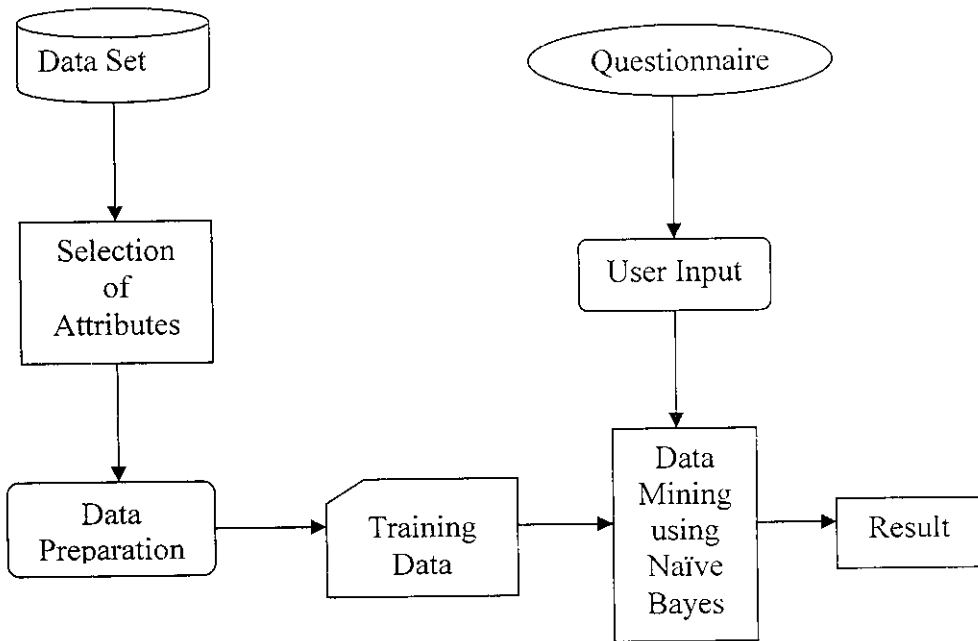 Data Set
Questionnaire
Selection
of
Attributes
User Input
Data
Preparation
Training
Data
Data
Mining
using
Naïve
Bayes
Result